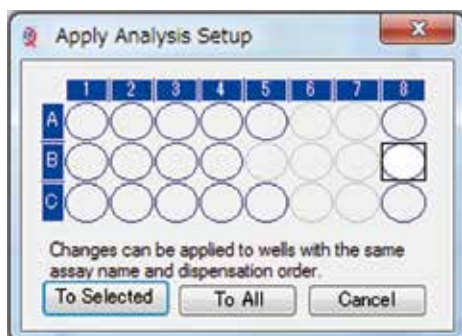 Apply Analysis Setup
1 2 3 4 5 6 7 8
A
B
C
Changes can be applied to wells with the same
assay name and dispensation order.
To Selected To All Cancel